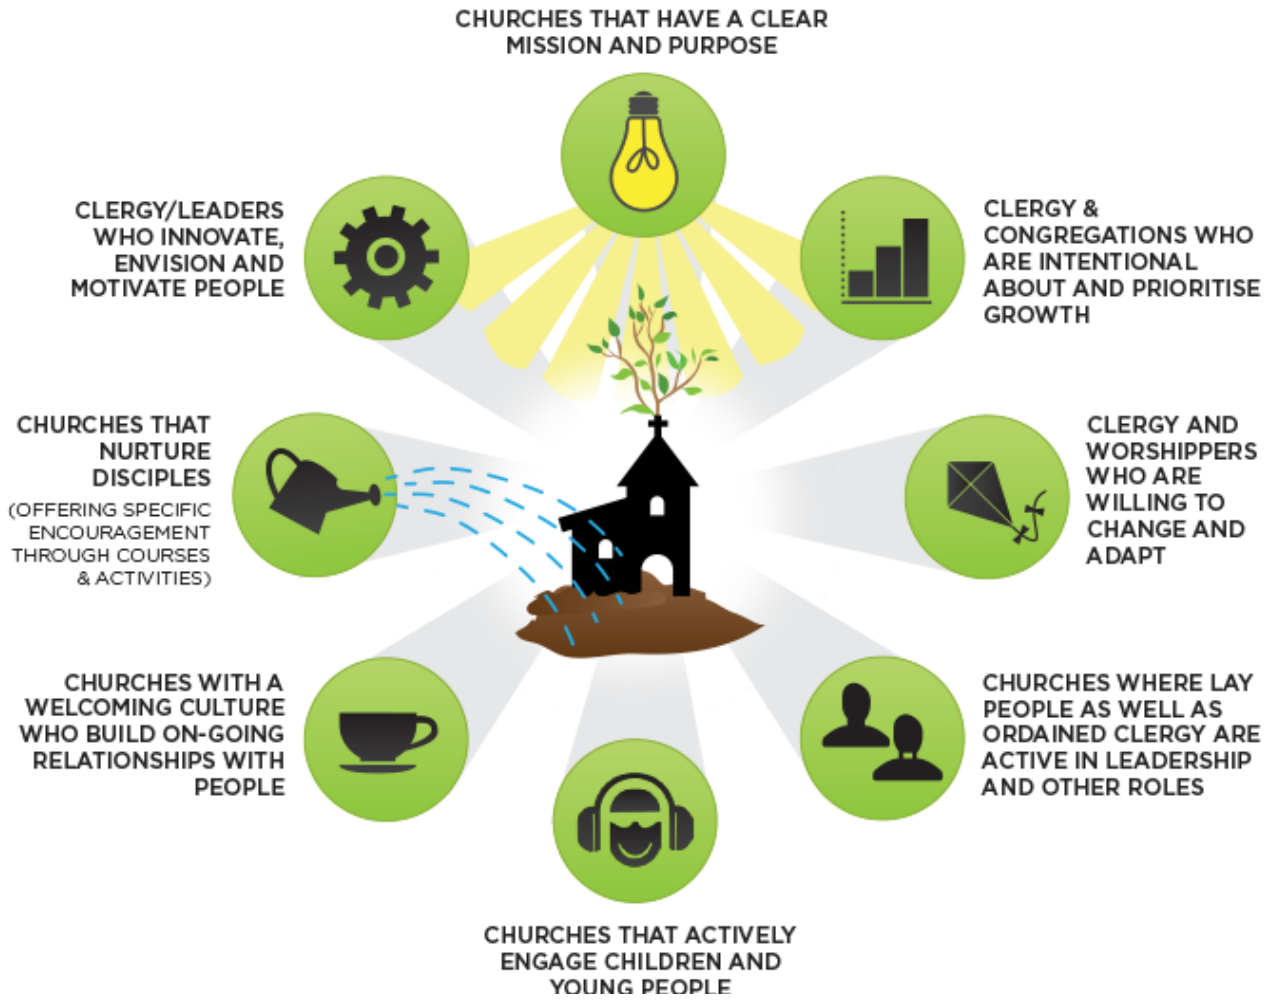 CHURCHES THAT HAVE A CLEAR
MISSION AND PURPOSE
CLERGY/LEADERS
WHO INNOVATE,
ENVISION AND
MOTIVATE PEOPLE
CLERGY &
CONGREGATIONS WHO
ARE INTENTIONAL
ABOUT AND PRIORITISE
GROWTH
CHURCHES THAT
NURTURE
DISCIPLES
(OFFERING SPECIFIC
ENCOURAGEMENT
THROUGH COURSES
& ACTIVITIES)
CLERGY AND
WORSHIPPERS
WHO ARE
WILLING TO
CHANGE AND
ADAPT
CHURCHES WITH A
WELCOMING CULTURE
WHO BUILD ON-GOING
RELATIONSHIPS WITH
PEOPLE
CHURCHES WHERE LAY
PEOPLE AS WELL AS
ORDAINED CLERGY ARE
ACTIVE IN LEADERSHIP
AND OTHER ROLES
CHURCHES THAT ACTIVELY
ENGAGE CHILDREN AND
YOUNG PEOPLE